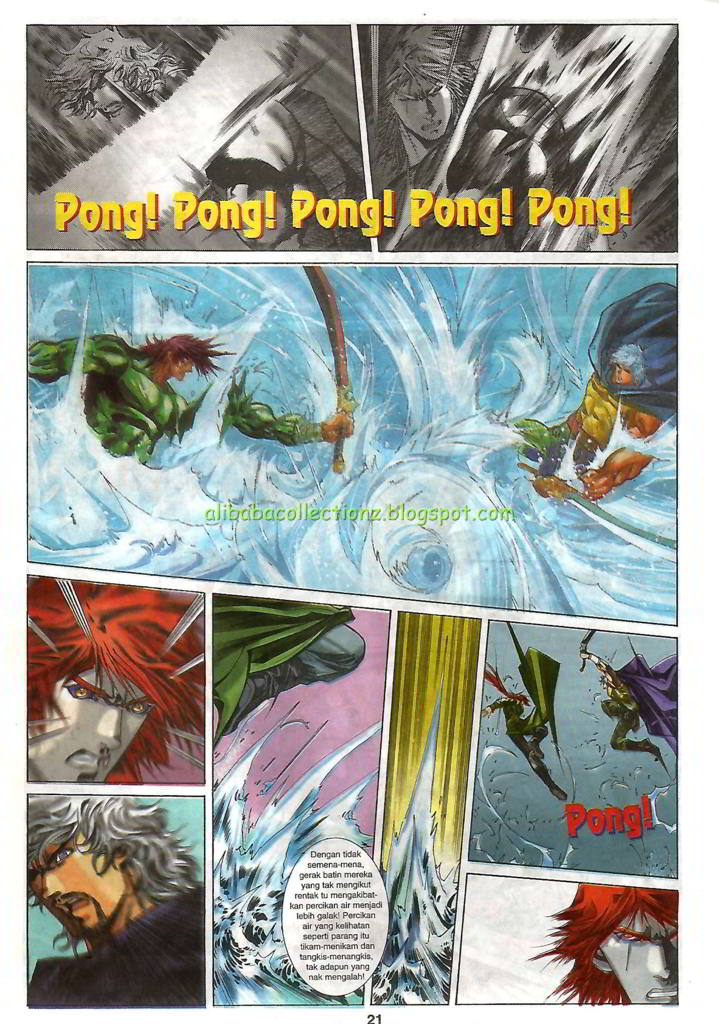 Pong! Pong! Pong! Pong! Pong!
alibabacollectionz.blogspot.com
Pong!
Dengan tidak
semena-mena,
gerak batin mereka
yang tak mengikut
rentak tu mengakibat-
kan percikan air menjadi
lebih galak! Percikan
air yang kelihatan
seperti parang itu
tikam-menikam dan
tangkis-menangkis,
tak adapun yang
nak mengalah!
21